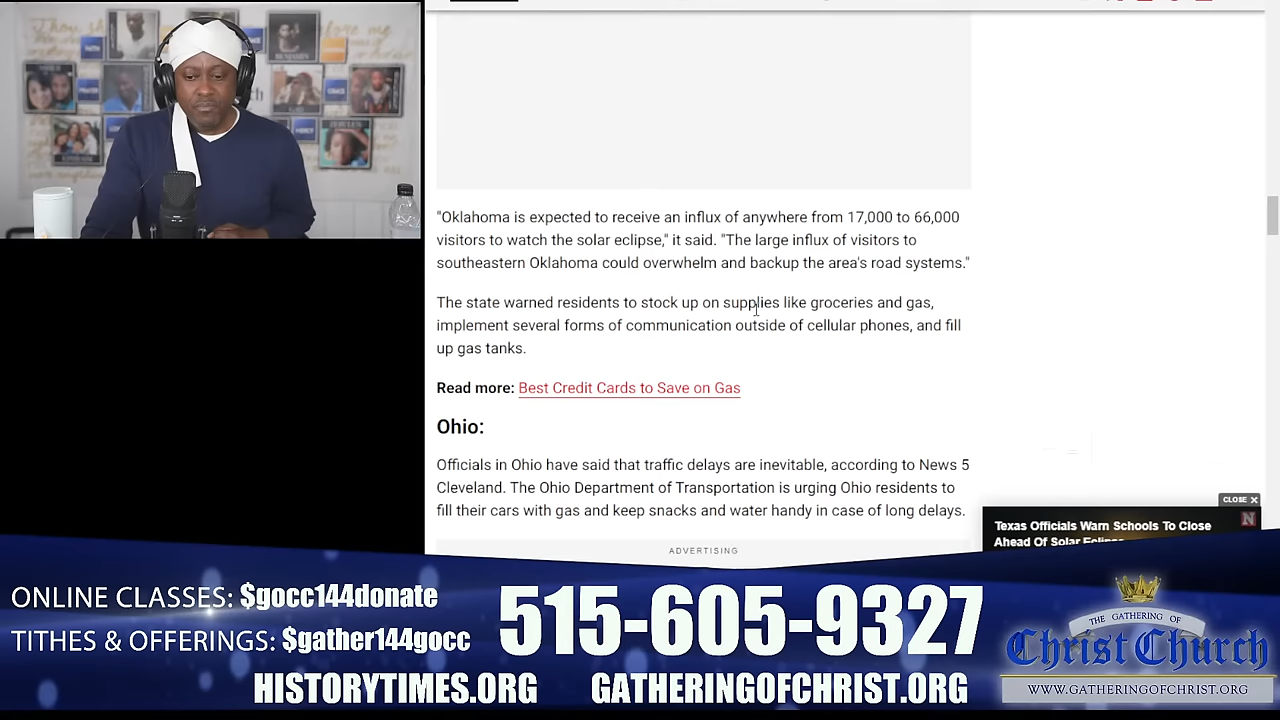 "Oklahoma is expected to receive an influx of anywhere from 17,000 to 66,000
visitors to watch the solar eclipse," it said. "The large influx of visitors to
southeastern Oklahoma could overwhelm and backup the area's road systems."
The state warned residents to stock up on supplies like groceries and gas,
implement several forms of communication outside of cellular phones, and fill
up gas tanks.
Read more: Best Credit Cards to Save on Gas
Ohio:
Officials in Ohio have said that traffic delays are inevitable, according to News 5
Cleveland. The Ohio Department of Transportation is urging Ohio residents to
fill their cars with gas and keep snacks and water handy in case of long delays.
ADVERTISING
CLOSE X
Texas Officials Warn Schools To Close
Ahead Of Solar Eclipse
N
ONLINE CLASSES: $gocc144donate
TITHES & OFFERINGS: $gather144gocc
515-605-9327
HISTORYTIMES.ORG
GATHERINGOFCHRIST.ORG
THE GATHERING OF
Christ Church
WWW.GATHERINGOFCHRIST.ORG